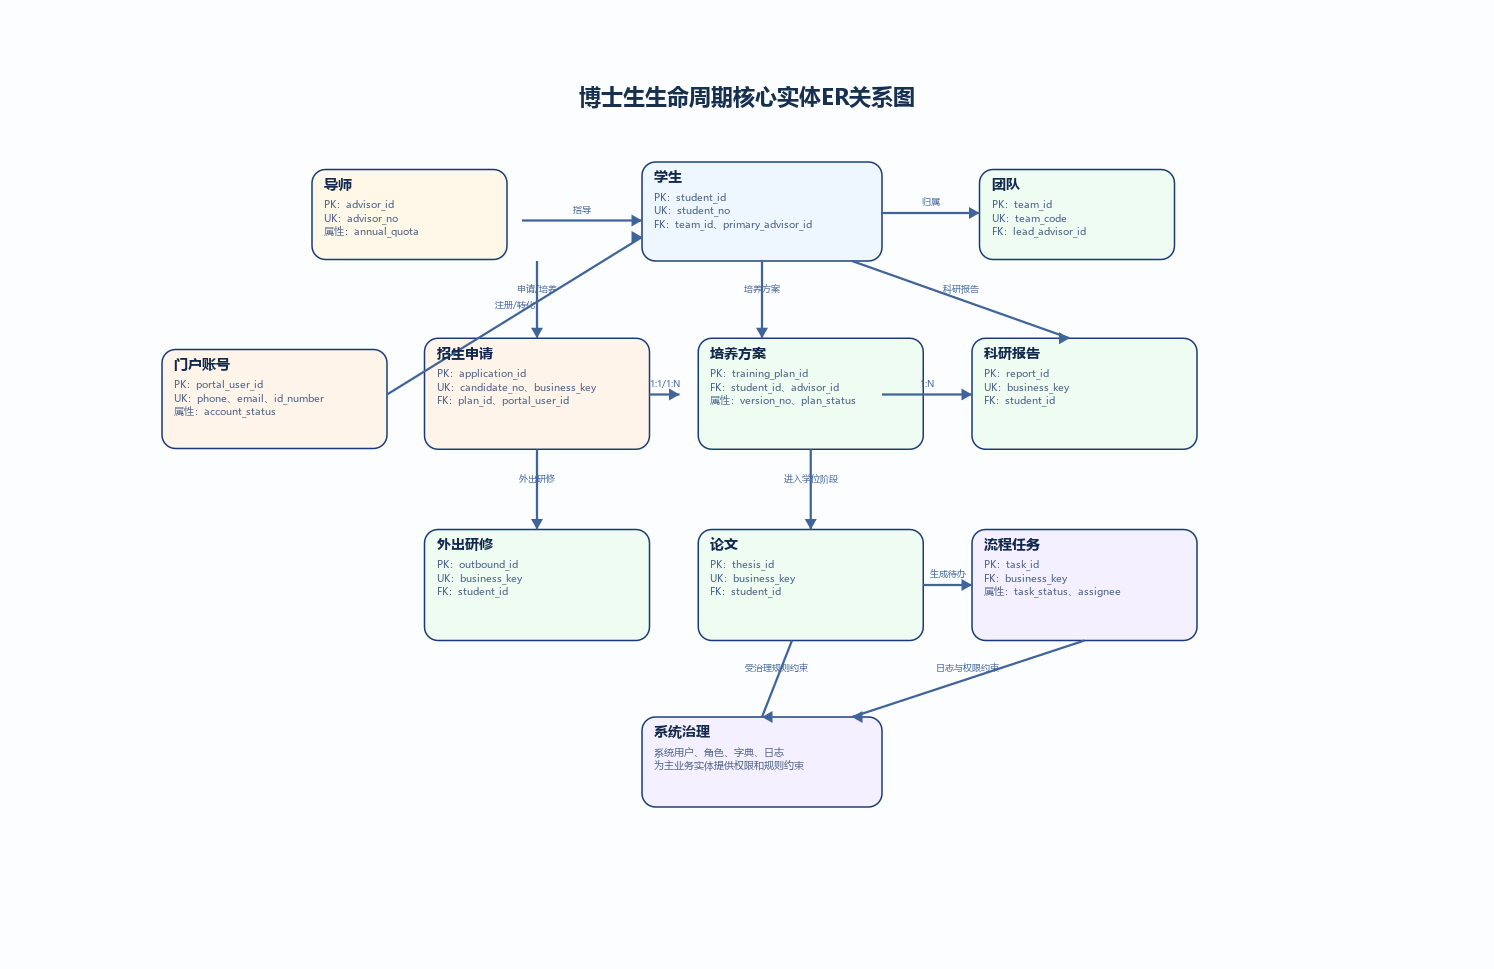 博士生生命周期核心实体ER关系图
导师
PK: advisor_id
UK: advisor_no
属性: annual_quota
指导
学生
PK: student_id
UK: student_no
FK: team_id、primary_advisor_id
归属
团队
PK: team_id
UK: team_code
FK: lead_advisor_id
申请/培养
注册/转化
培养方案
科研报告
门户账号
PK: portal_user_id
UK: phone、email、id_number
属性: account_status
招生申请
PK: application_id
UK: candidate_no、business_key
FK: plan_id、portal_user_id
1:1/1:N
培养方案
PK: training_plan_id
FK: student_id、advisor_id
属性: version_no、plan_status
1:N
科研报告
PK: report_id
UK: business_key
FK: student_id
外出研修
进入学位阶段
外出研修
PK: outbound_id
UK: business_key
FK: student_id
论文
PK: thesis_id
UK: business_key
FK: student_id
生成待办
流程任务
PK: task_id
FK: business_key
属性: task_status、assignee
受治理规则约束
日志与权限约束
系统治理
系统用户、角色、字典、日志
为主业务实体提供权限和规则约束